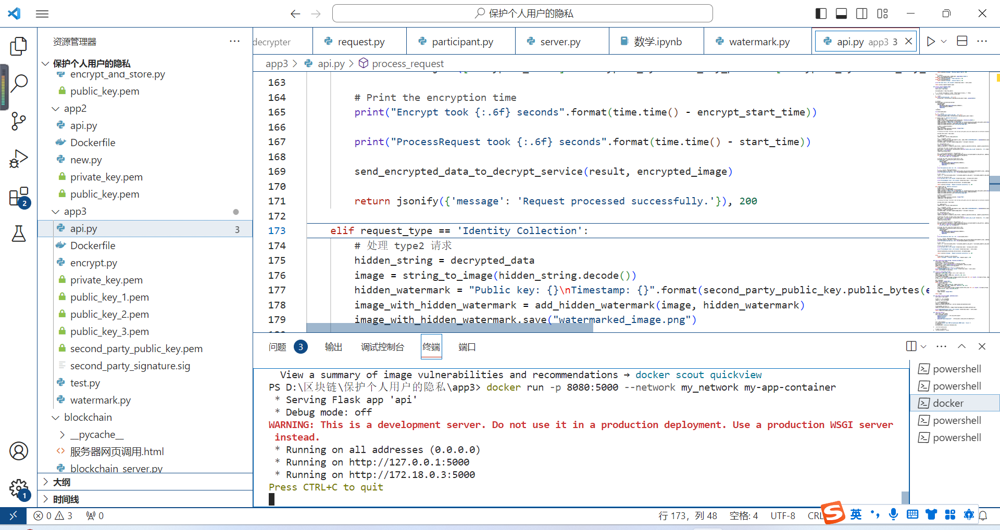 保护个人用户的隐私
资源管理器
decrypter
request.py
participant.py
server.py
数学.ipynb
watermark.py
api.py app3 3
app3 > api.py > process_request
保护个人用户的隐私
encrypt_and_store.py
public_key.pem
app2
api.py
Dockerfile
new.py
private_key.pem
public_key.pem
app3
api.py 3
Dockerfile
encrypt.py
private_key.pem
public_key_1.pem
public_key_2.pem
public_key_3.pem
second_party_public_key.pem
second_party_signature.sig
test.py
watermark.py
blockchain
__pycache__
服务器网页调用.html
blockchain_server.py
大纲
时间线
2
1
163
164 # Print the encryption time
165 print("Encrypt took {:.6f} seconds".format(time.time() - encrypt_start_time))
166
167 print("ProcessRequest took {:.6f} seconds".format(time.time() - start_time))
168
169 send_encrypted_data_to_decrypt_service(result, encrypted_image)
170
171 return jsonify({'message': 'Request processed successfully.'}), 200
172
173 elif request_type == 'Identity Collection':
174 # 处理 type2 请求
175 hidden_string = decrypted_data
176 image = string_to_image(hidden_string.decode())
177 hidden_watermark = "Public key: {}\nTimestamp: {}".format(second_party_public_key.public_bytes(e
178 image_with_hidden_watermark = add_hidden_watermark(image, hidden_watermark)
179 image_with_hidden_watermark.save("watermarked_image.png")
问题 3 输出 调试控制台 终端 端口
View a summary of image vulnerabilities and recommendations → docker scout quickview
PS D:\区块链\保护个人用户的隐私\app3> docker run -p 8080:5000 --network my_network my-app-container
* Serving Flask app 'api'
* Debug mode: off
WARNING: This is a development server. Do not use it in a production deployment. Use a production WSGI server
instead.
* Running on all addresses (0.0.0.0)
* Running on http://127.0.0.1:5000
* Running on http://172.18.0.3:5000
Press CTRL+C to quit
powershell
powershell
docker
powershell
powershell
0 3 0
行 173, 列 48 空格: 4 UTF-8 CRL
英